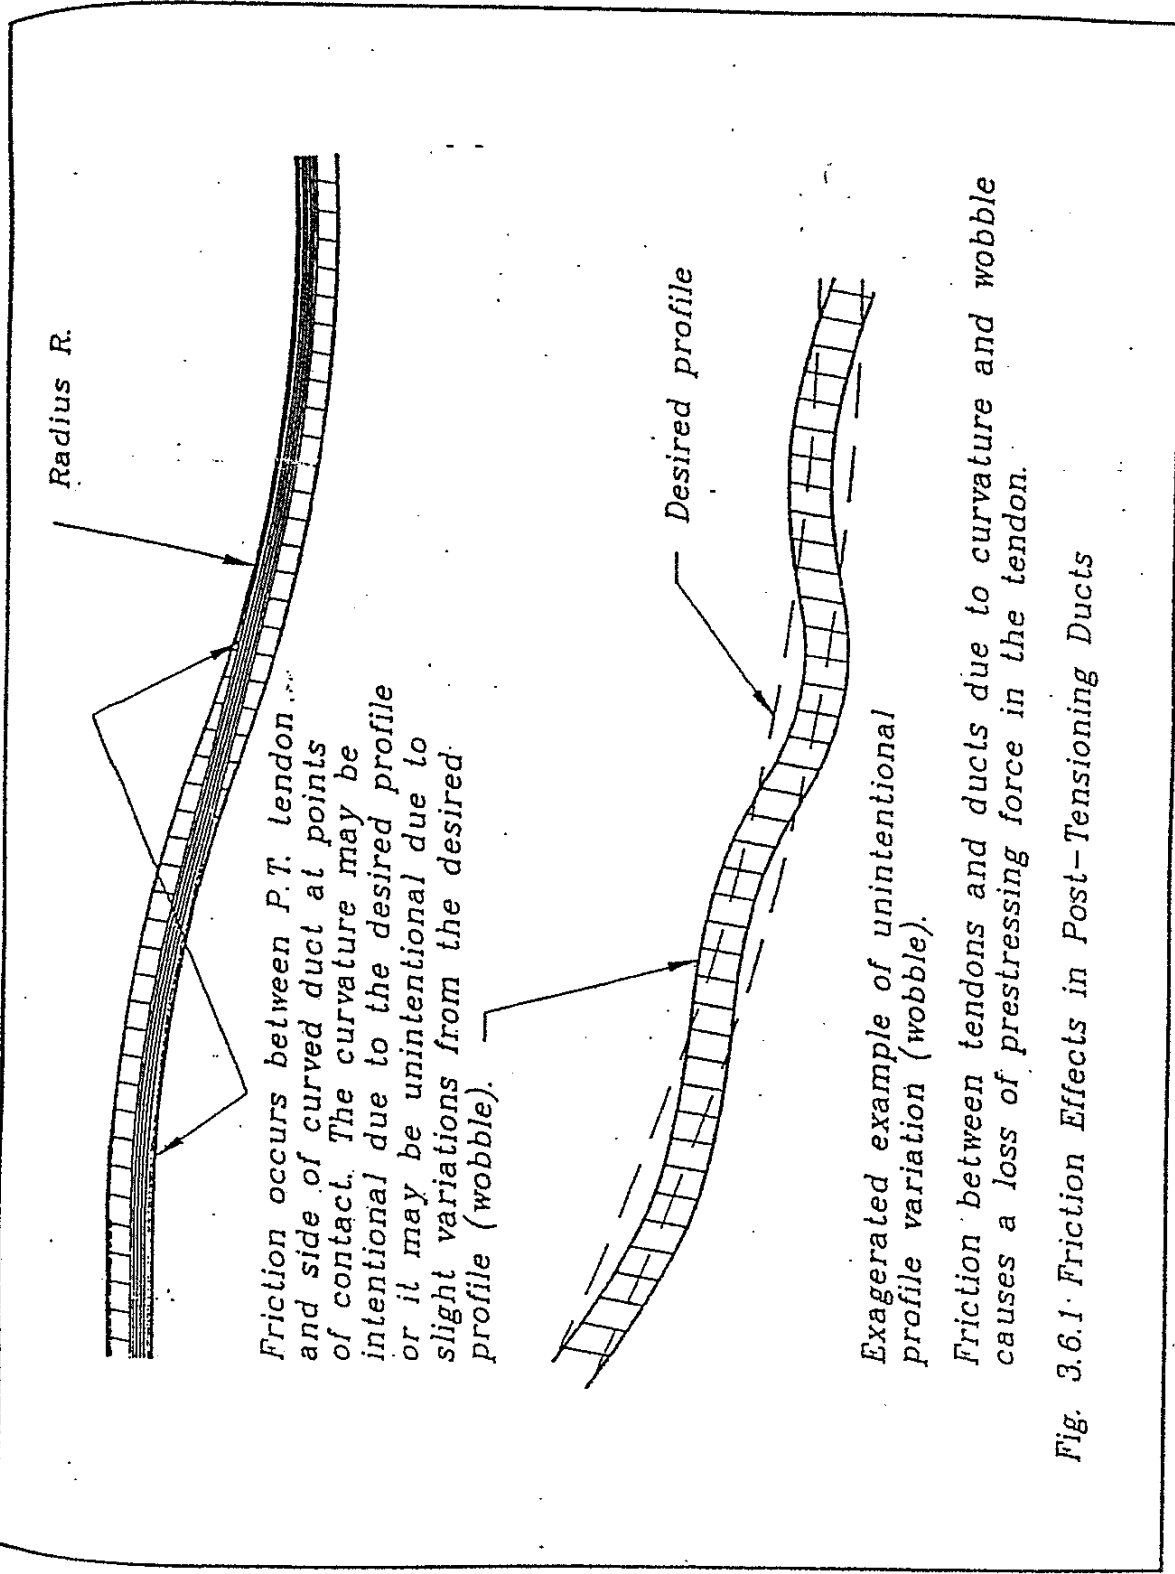 Radius R.
Friction occurs between P.T. tendon
and side of curved duct at points
of contact. The curvature may be
intentional due to the desired profile
or it may be unintentional due to
slight variations from the desired
profile (wobble).
Desired profile
Exagerated example of unintentional
profile variation (wobble).
Friction between tendons and ducts due to curvature and wobble
causes a loss of prestressing force in the tendon.
Fig. 3.6.1 Friction Effects in Post-Tensioning Ducts